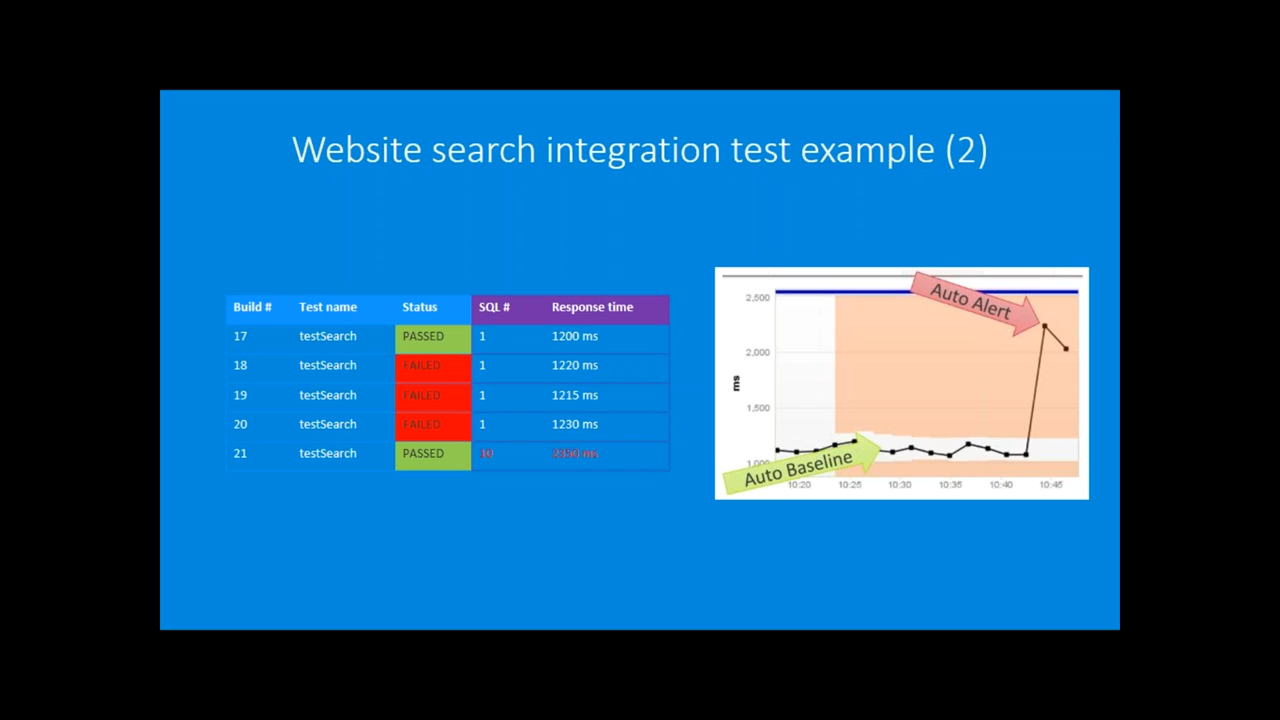 Website search integration test example (2)
Build # Test name Status SQL # Response time
17 testSearch PASSED 1 1200 ms
18 testSearch FAILED 1 1220 ms
19 testSearch FAILED 1 1215 ms
20 testSearch FAILED 1 1230 ms
21 testSearch PASSED 10 2330 ms
Auto Alert
2,500
2,000
ms
1,500
1,000
Auto Baseline
10:20 10:25 10:30 10:35 10:40 10:45